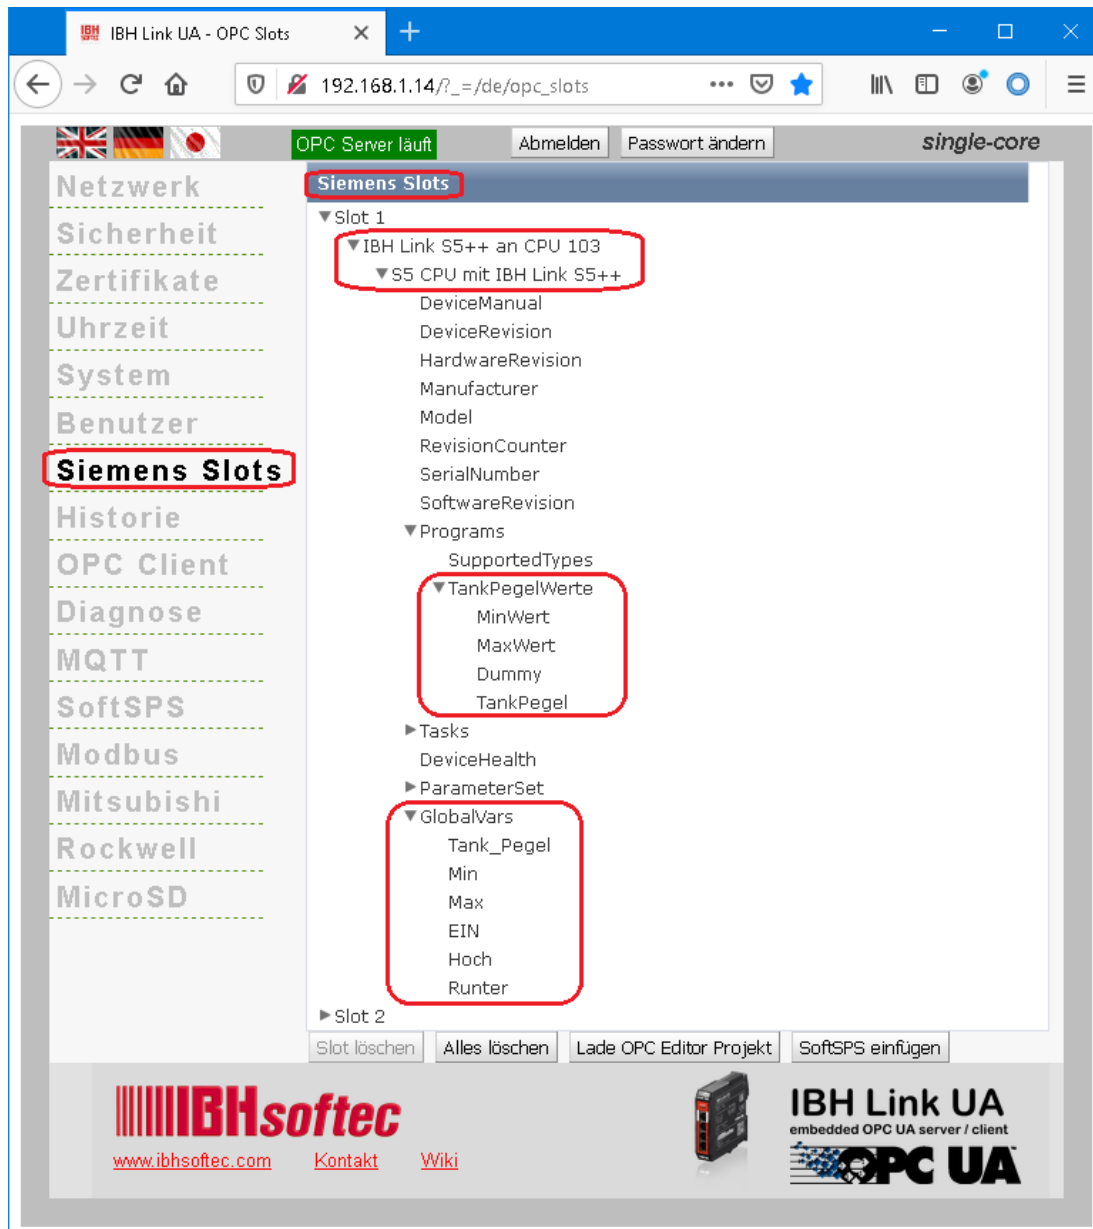 IBH Link UA - OPC Slots
192.168.1.14/?_=/de/opc_slots
OPC Server läuft Abmelden Passwort ändern single-core
Netzwerk
Sicherheit
Zertifikate
Uhrzeit
System
Benutzer
Siemens Slots
Historie
OPC Client
Diagnose
MQTT
SoftSPS
Modbus
Mitsubishi
Rockwell
MicroSD
Siemens Slots
Slot 1
IBH Link S5++ an CPU 103
S5 CPU mit IBH Link S5++
DeviceManual
DeviceRevision
HardwareRevision
Manufacturer
Model
RevisionCounter
SerialNumber
SoftwareRevision
Programs
SupportedTypes
TankPegelWerte
MinWert
MaxWert
Dummy
TankPegel
Tasks
DeviceHealth
ParameterSet
GlobalVars
Tank_Pegel
Min
Max
EIN
Hoch
Runter
Slot 2
Slot löschen Alles löschen Lade OPC Editor Projekt SoftSPS einfügen
IBHsoftec
www.ibhsoftec.com Kontakt Wiki
IBH Link UA
embedded OPC UA server / client
OPC UA